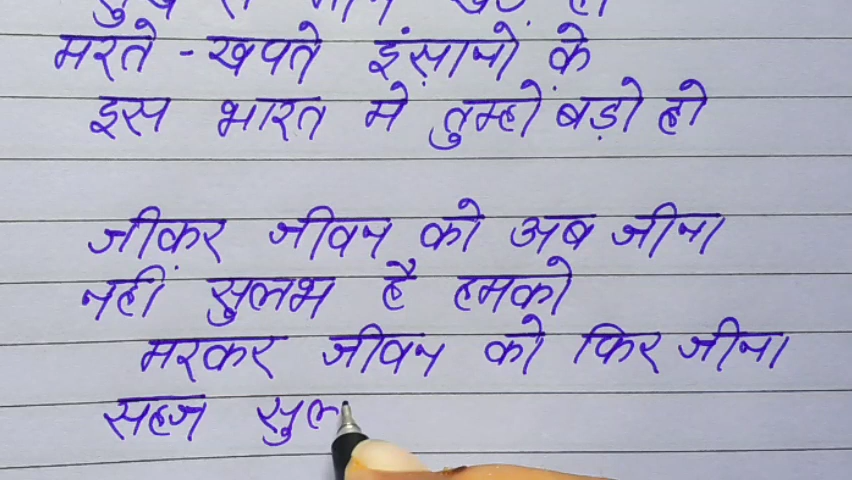 मरते - खपते इंसानों के
इस भारत में तुम्हीं बड़ी हो
जीकर जीवन को अब जीना
नहीं सुलभ है हमको
मरकर जीवन को फिर जीना
सहज सुल